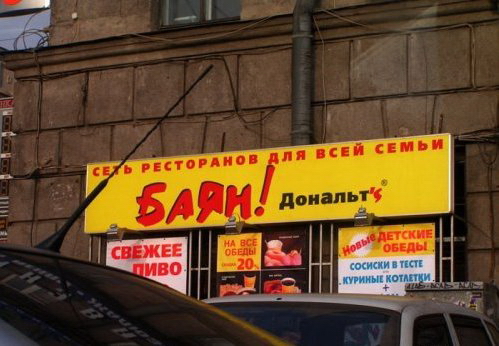 СЕТЬ РЕСТОРАНОВ ДЛЯ ВСЕЙ СЕМЬИ
БАЯН! Дональт's®
СВЕЖЕЕ
ПИВО
НА ВСЕ
ОБЕДЫ
СКИДКА 20
Новые ДЕТСКИЕ
ОБЕДЫ
СОСИСКИ В ТЕСТЕ
КУРИНЫЕ КОТЛЕТКИ
+